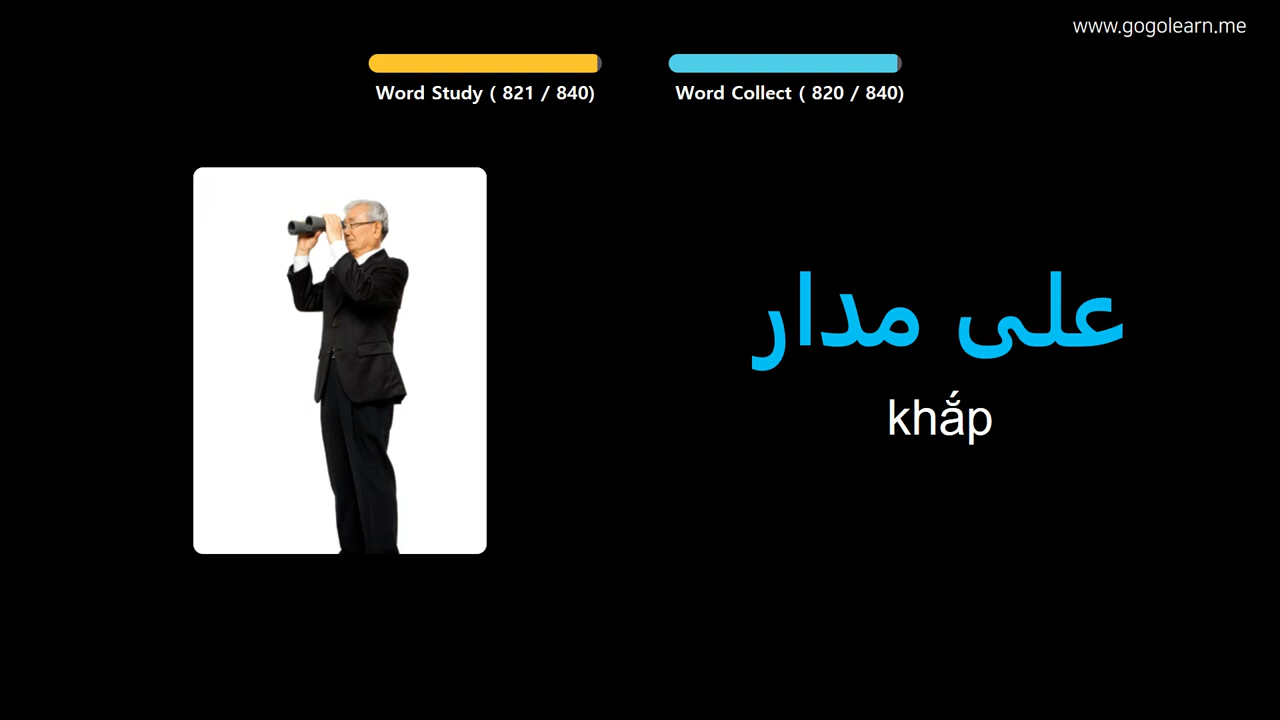 www.gogolearn.me
Word Study ( 821 / 840)
Word Collect ( 820 / 840)
على مدار
khắp